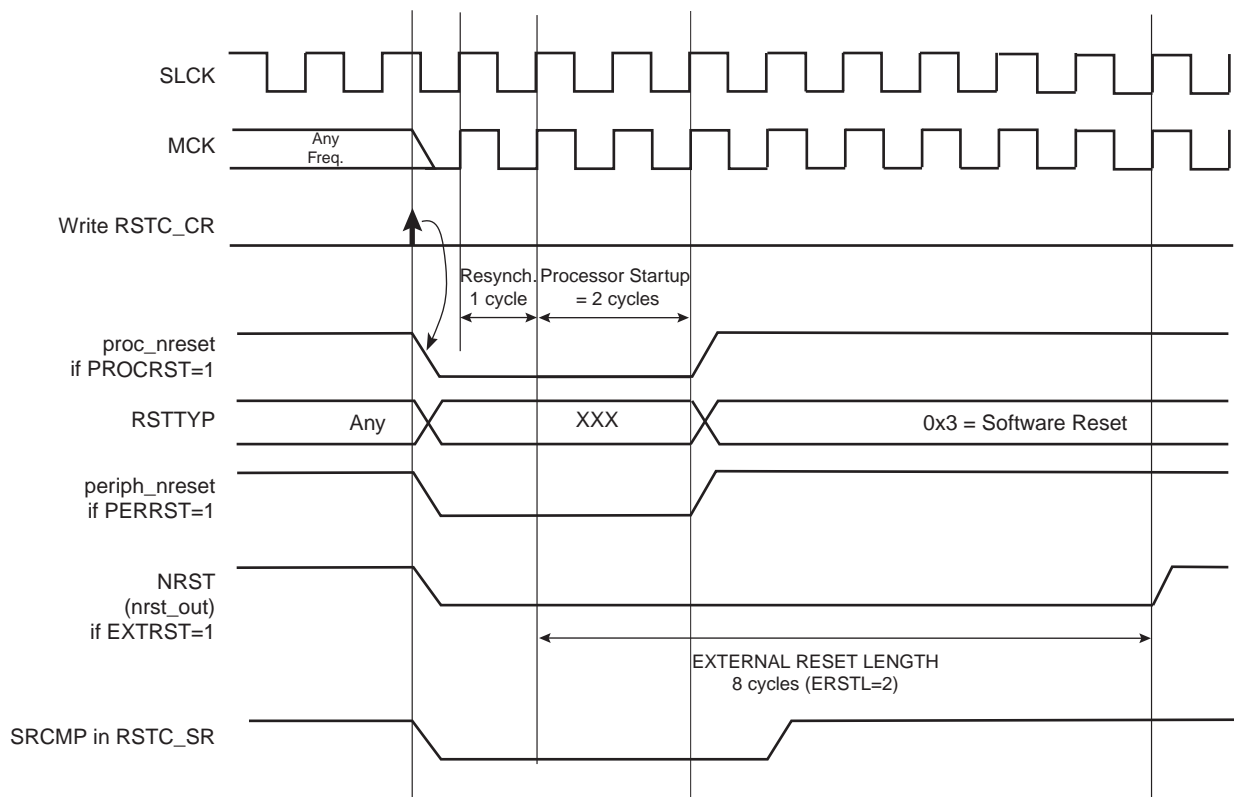 SLCK
MCK
Any
Freq.
Write RSTC_CR
Resynch.
1 cycle
Processor Startup
= 2 cycles
proc_nreset
if PROCRST=1
RSTTYP
Any
XXX
0x3 = Software Reset
periph_nreset
if PERRST=1
NRST
(nrst_out)
if EXTRST=1
EXTERNAL RESET LENGTH
8 cycles (ERSTL=2)
SRCMP in RSTC_SR